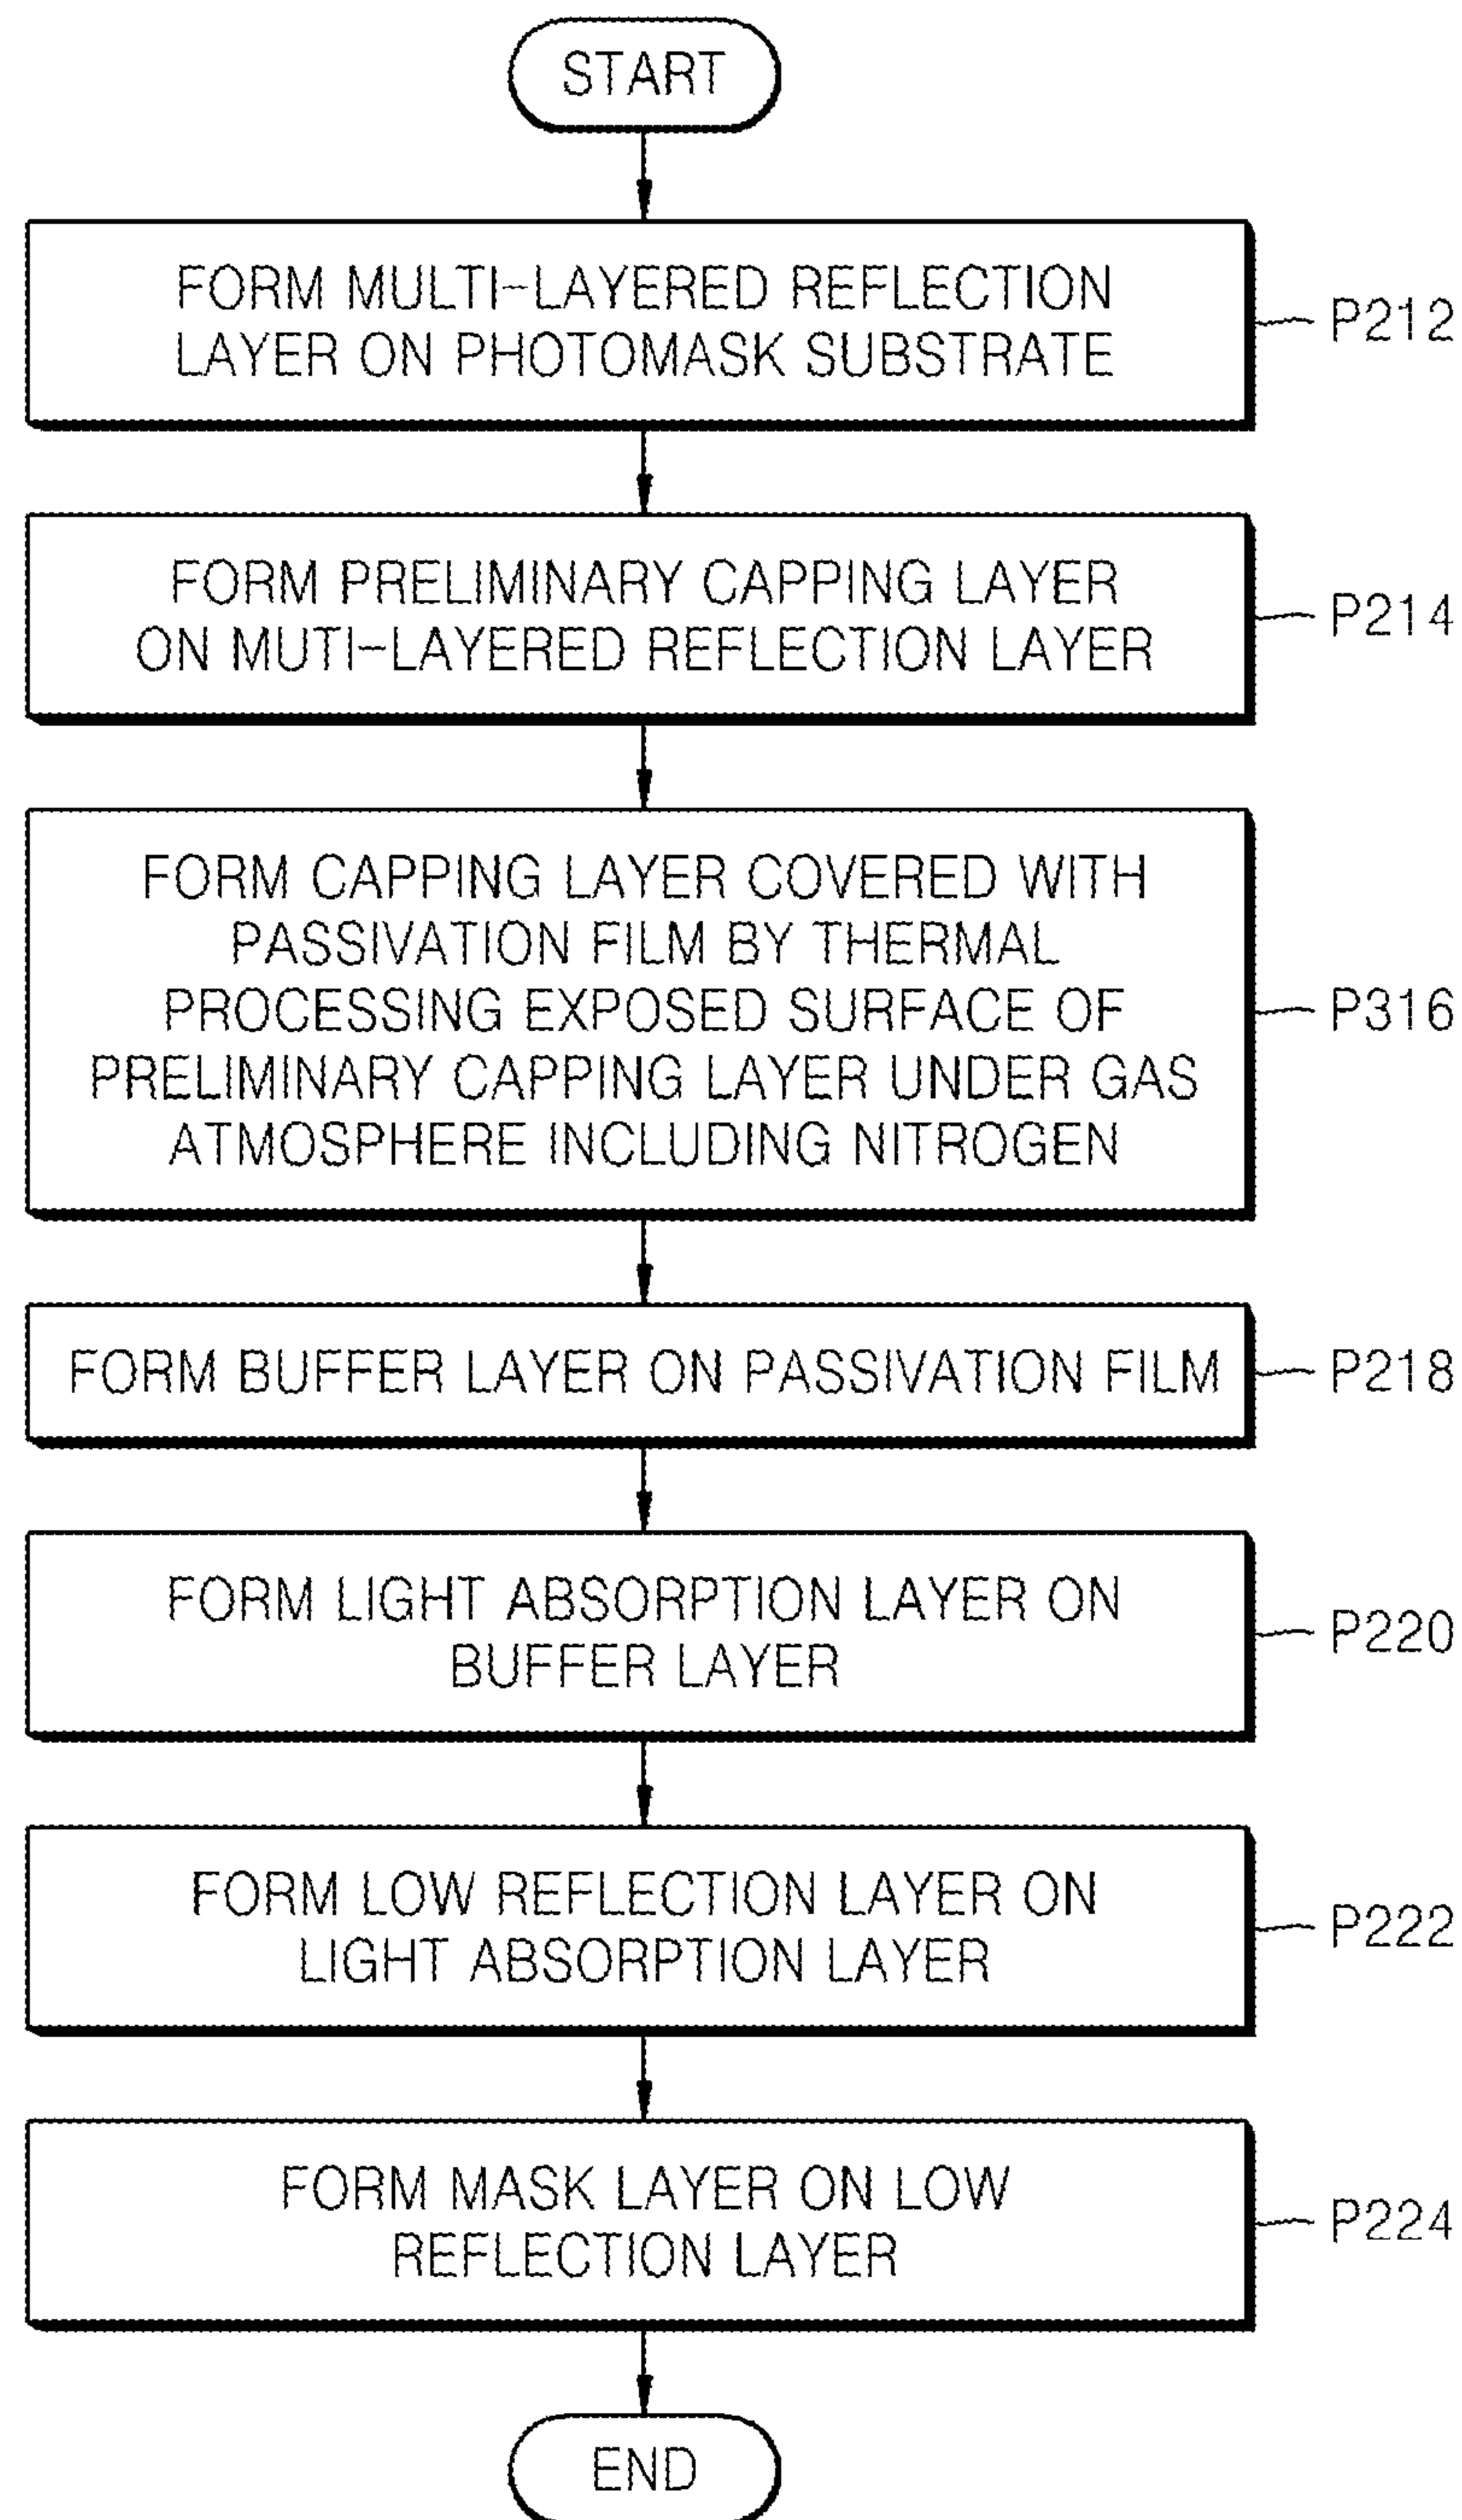 START
FORM MULTI-LAYERED REFLECTION
LAYER ON PHOTOMASK SUBSTRATE
P212
FORM PRELIMINARY CAPPING LAYER
ON MUTI-LAYERED REFLECTION LAYER
P214
FORM CAPPING LAYER COVERED WITH
PASSIVATION FILM BY THERMAL
PROCESSING EXPOSED SURFACE OF
PRELIMINARY CAPPING LAYER UNDER GAS
ATMOSPHERE INCLUDING NITROGEN
P316
FORM BUFFER LAYER ON PASSIVATION FILM
P218
FORM LIGHT ABSORPTION LAYER ON
BUFFER LAYER
P220
FORM LOW REFLECTION LAYER ON
LIGHT ABSORPTION LAYER
P222
FORM MASK LAYER ON LOW
REFLECTION LAYER
P224
END